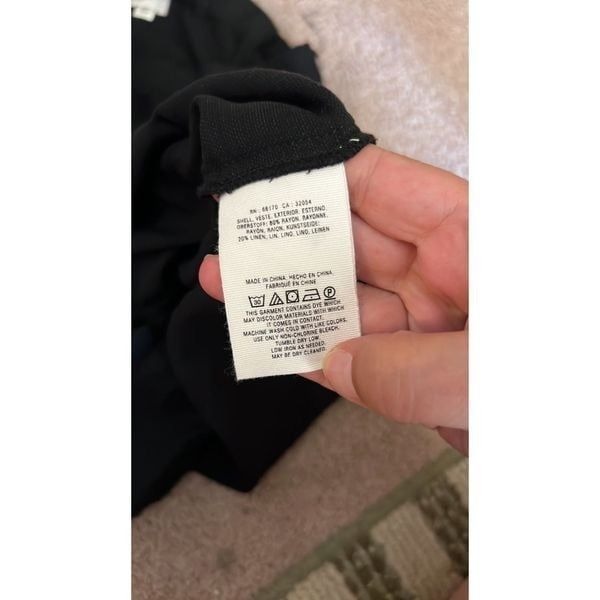 RN: 66170 CA: 32054
SHELL, VESTE, EXTERIOR, ESTERNO,
OBERSTOFF: 80% RAYON, RAYONNE,
RAYON, RAION, KUNSTSEIDE;
20% LINEN, LIN, LINO, LINO, LEINEN
MADE IN CHINA. HECHO EN CHINA.
FABRIQUÉ EN CHINE
30 P
THIS GARMENT CONTAINS DYE WHICH
MAY DISCOLOR MATERIALS WITH WHICH
IT COMES IN CONTACT.
MACHINE WASH COLD WITH LIKE COLORS.
USE ONLY NON-CHLORINE BLEACH.
TUMBLE DRY LOW.
LOW IRON AS NEEDED.
MAY BE DRY CLEANED